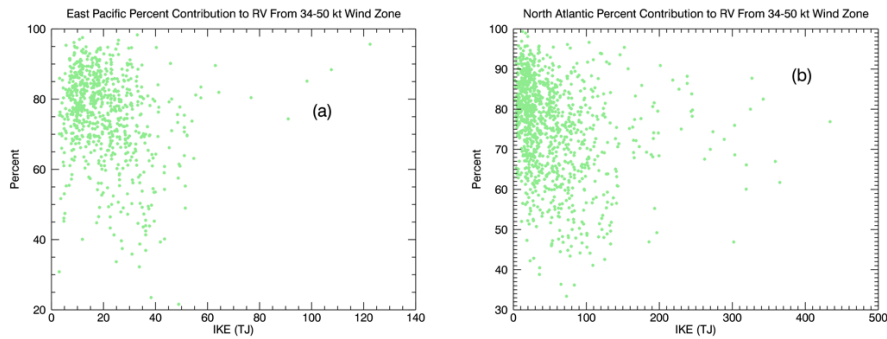 East Pacific Percent Contribution to RV From 34-50 kt Wind Zone
100
80
60
40
20
Percent
(a)
0 20 40 60 80 100 120 140
IKE (TJ)
North Atlantic Percent Contribution to RV From 34-50 kt Wind Zone
100
90
80
70
60
50
40
30
Percent
(b)
0 100 200 300 400 500
IKE (TJ)